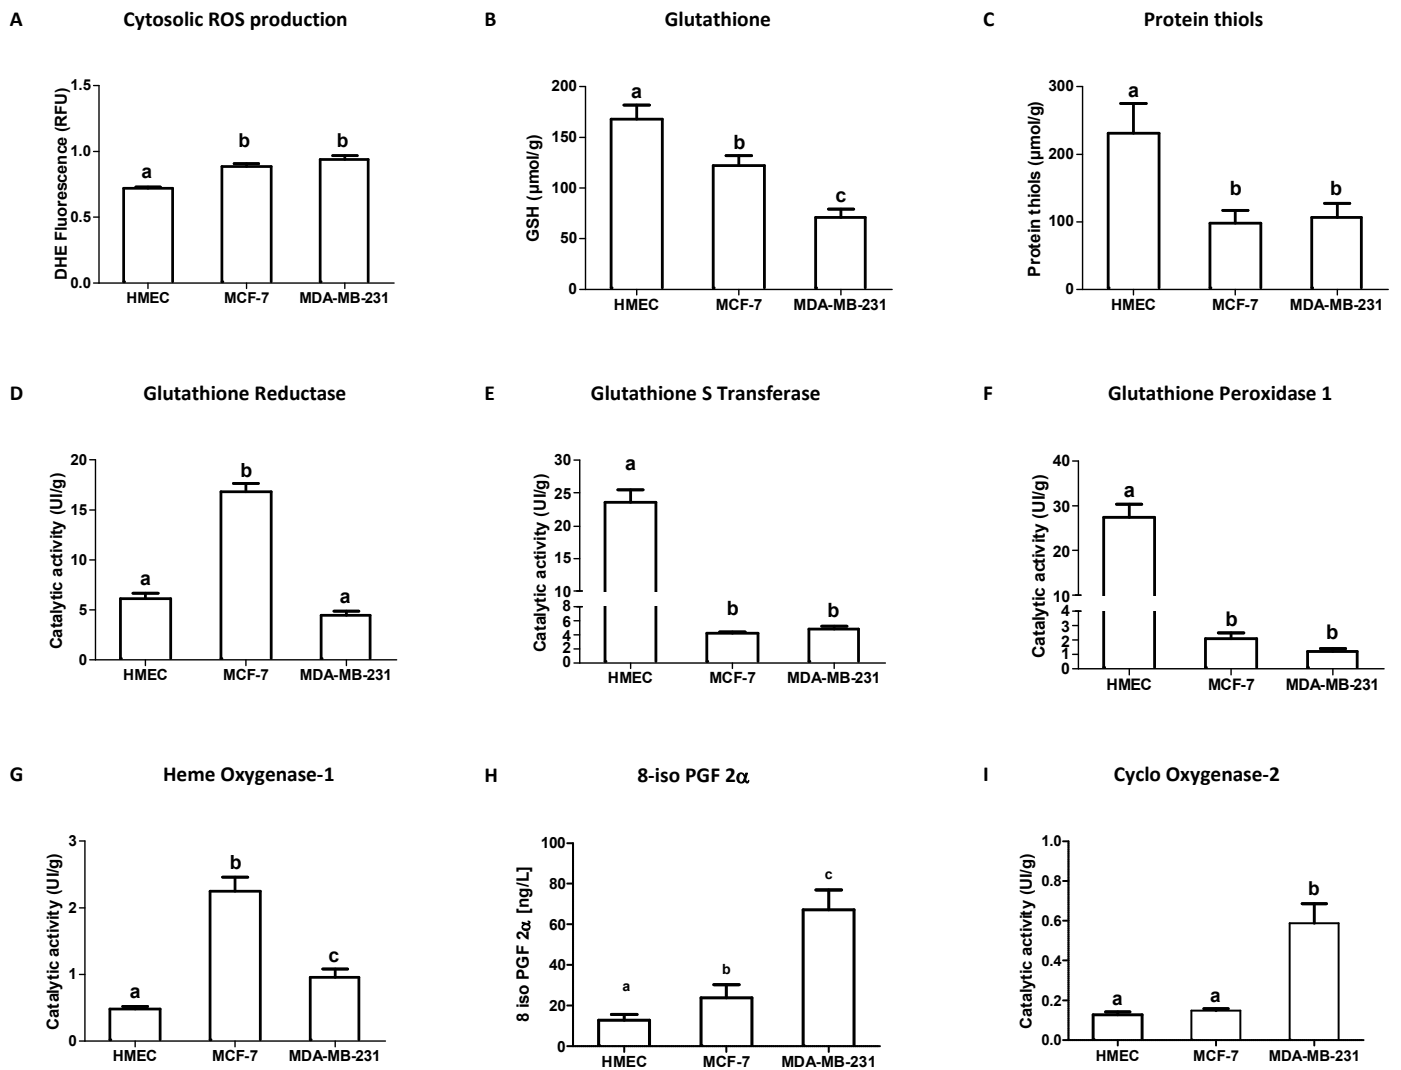 A Cytosolic ROS production
DHE Fluorescence (RFU)
1.5
1.0
0.5
0.0
a
b
b
HMEC MCF-7 MDA-MB-231
B Glutathione
GSH (µmol/g)
200
150
100
50
0
a
b
c
HMEC MCF-7 MDA-MB-231
C Protein thiols
Protein thiols (µmol/g)
300
200
100
0
a
b
b
HMEC MCF-7 MDA-MB-231
D Glutathione Reductase
Catalytic activity (UI/g)
20
15
10
5
0
a
b
a
HMEC MCF-7 MDA-MB-231
E Glutathione S Transferase
Catalytic activity (UI/g)
30
25
20
15
10
8
6
4
2
0
a
b
b
HMEC MCF-7 MDA-MB-231
F Glutathione Peroxidase 1
Catalytic activity (UI/g)
40
30
20
10
4
3
2
1
0
a
b
b
HMEC MCF-7 MDA-MB-231
G Heme Oxygenase-1
Catalytic activity (UI/g)
3
2
1
0
a
b
c
HMEC MCF-7 MDA-MB-231
H 8-iso PGF 2α
8 iso PGF 2α [ng/L]
100
80
60
40
20
0
a
b
c
HMEC MCF-7 MDA-MB-231
I Cyclo Oxygenase-2
Catalytic activity (UI/g)
1.0
0.8
0.6
0.4
0.2
0.0
a
a
b
HMEC MCF-7 MDA-MB-231